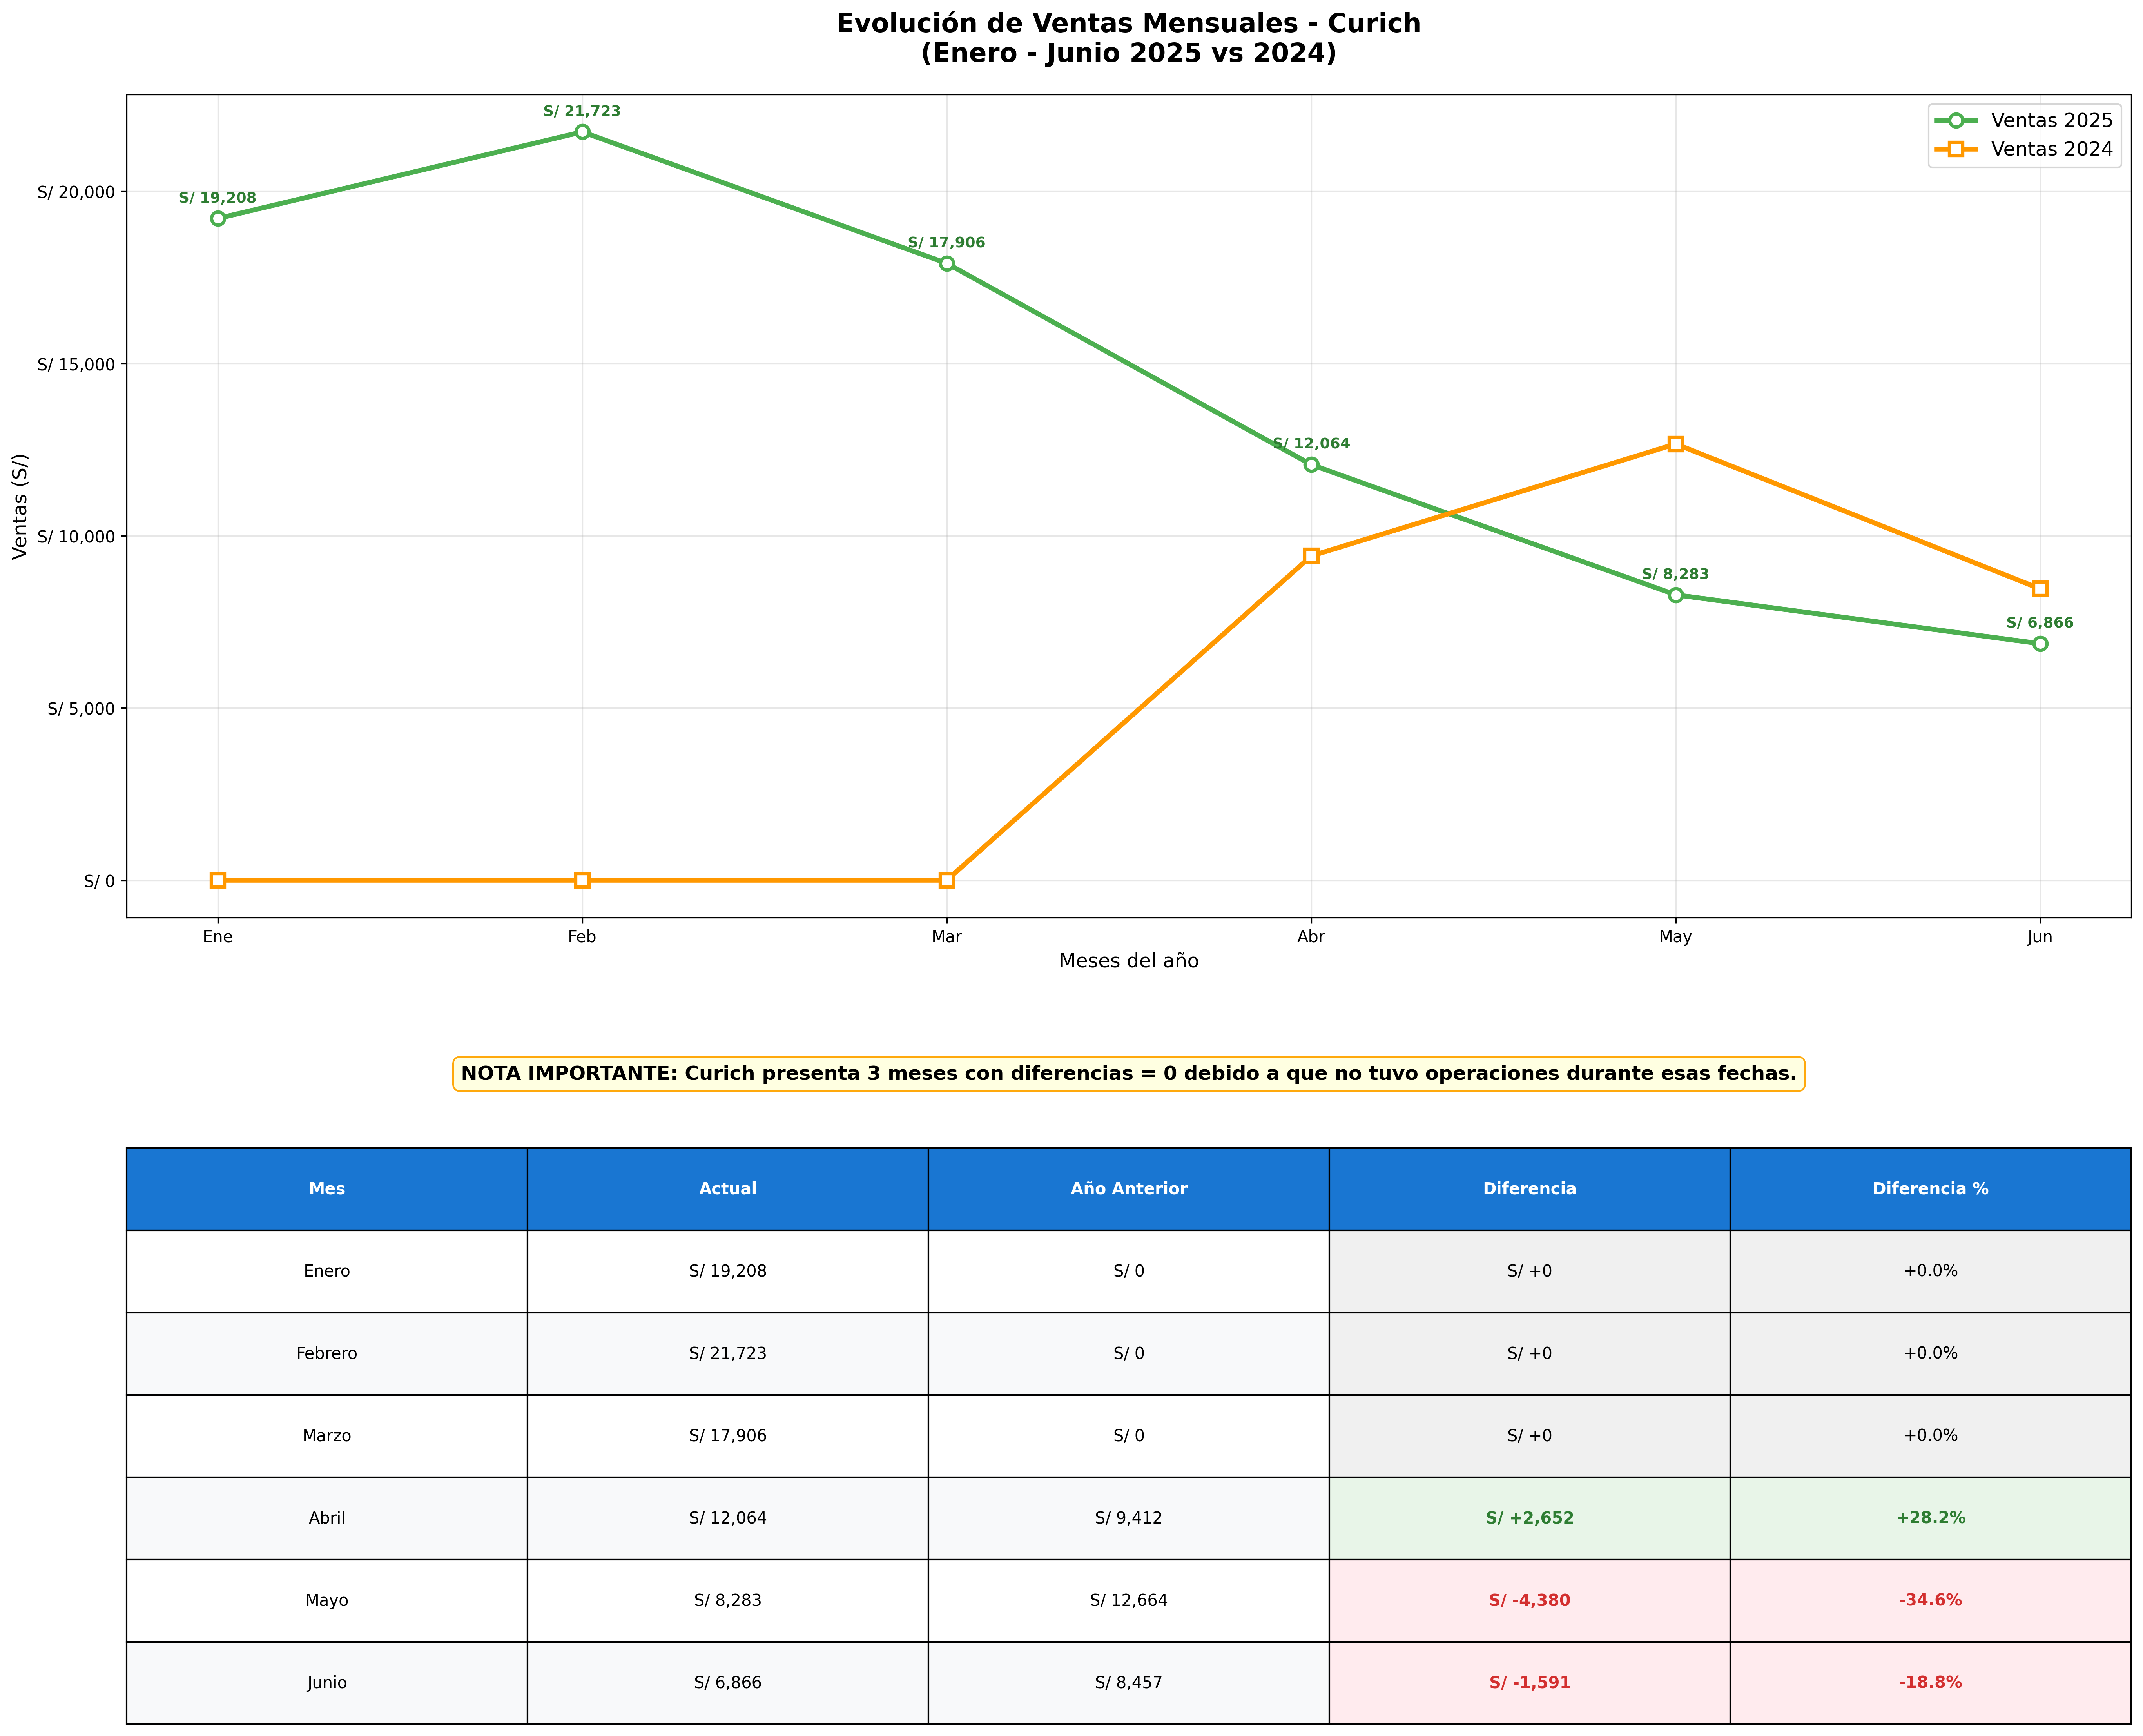 Evolución de Ventas Mensuales - Curich
(Enero - Junio 2025 vs 2024)
Ventas 2025
Ventas 2024
Ventas (S/)
S/ 20,000
S/ 15,000
S/ 10,000
S/ 5,000
S/ 0
S/ 19,208
S/ 21,723
S/ 17,906
S/ 12,064
S/ 8,283
S/ 6,866
Ene Feb Mar Abr May Jun
Meses del año
NOTA IMPORTANTE: Curich presenta 3 meses con diferencias = 0 debido a que no tuvo operaciones durante esas fechas.
Mes Actual Año Anterior Diferencia Diferencia %
Enero S/ 19,208 S/ 0 S/ +0 +0.0%
Febrero S/ 21,723 S/ 0 S/ +0 +0.0%
Marzo S/ 17,906 S/ 0 S/ +0 +0.0%
Abril S/ 12,064 S/ 9,412 S/ +2,652 +28.2%
Mayo S/ 8,283 S/ 12,664 S/ -4,380 -34.6%
Junio S/ 6,866 S/ 8,457 S/ -1,591 -18.8%